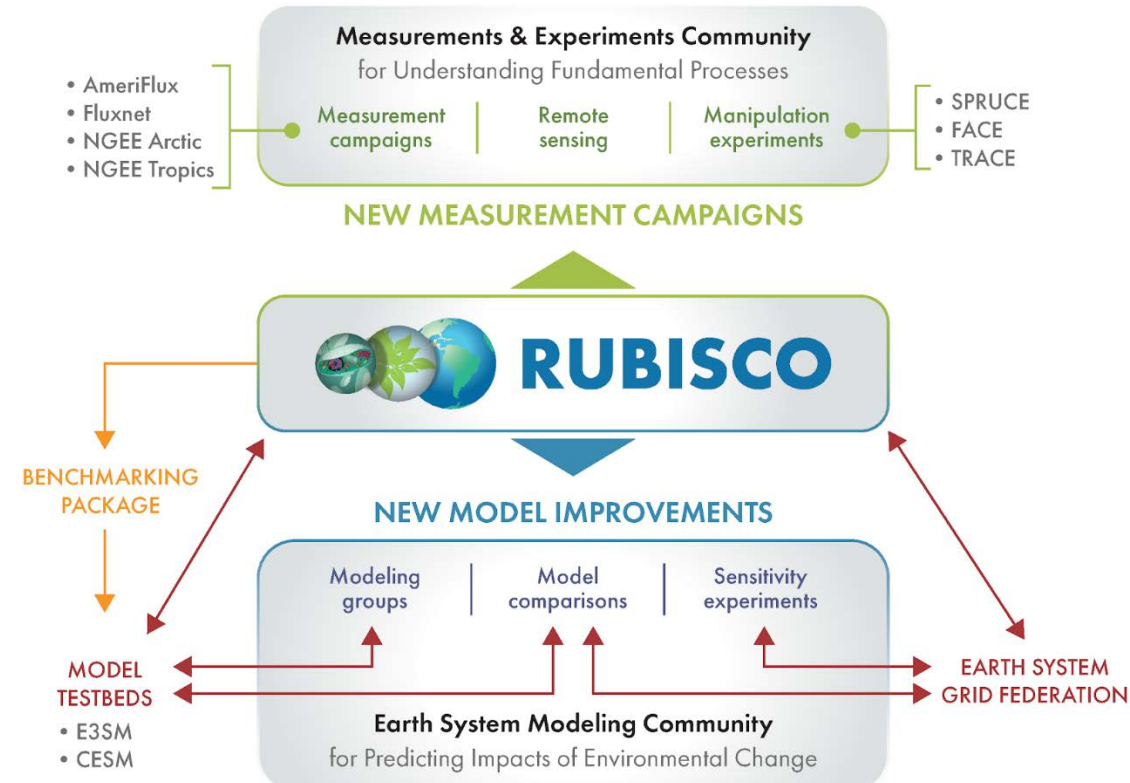 Measurements & Experiments Community
for Understanding Fundamental Processes
• AmeriFlux
• Fluxnet
• NGEE Arctic
• NGEE Tropics
Measurement
campaigns
Remote
sensing
Manipulation
experiments
• SPRUCE
• FACE
• TRACE
NEW MEASUREMENT CAMPAIGNS
RUBISCO
BENCHMARKING
PACKAGE
NEW MODEL IMPROVEMENTS
Modeling
groups
Model
comparisons
Sensitivity
experiments
MODEL
TESTBEDS
• E3SM
• CESM
EARTH SYSTEM
GRID FEDERATION
Earth System Modeling Community
for Predicting Impacts of Environmental Change